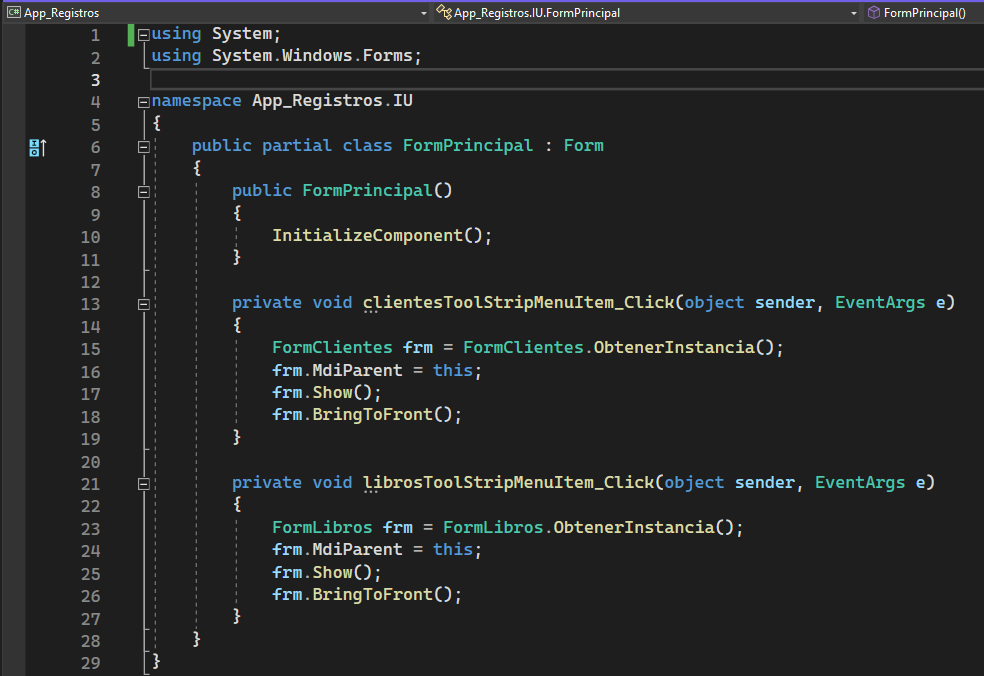 C# App_Registros App_Registros.IU.FormPrincipal FormPrincipal()
1 using System;
2 using System.Windows.Forms;
3
4 namespace App_Registros.IU
5 {
6 public partial class FormPrincipal : Form
7 {
8 public FormPrincipal()
9 {
10 InitializeComponent();
11 }
12
13 private void clientesToolStripMenuItem_Click(object sender, EventArgs e)
14 {
15 FormClientes frm = FormClientes.ObtenerInstancia();
16 frm.MdiParent = this;
17 frm.Show();
18 frm.BringToFront();
19 }
20
21 private void librosToolStripMenuItem_Click(object sender, EventArgs e)
22 {
23 FormLibros frm = FormLibros.ObtenerInstancia();
24 frm.MdiParent = this;
25 frm.Show();
26 frm.BringToFront();
27 }
28 }
29 }